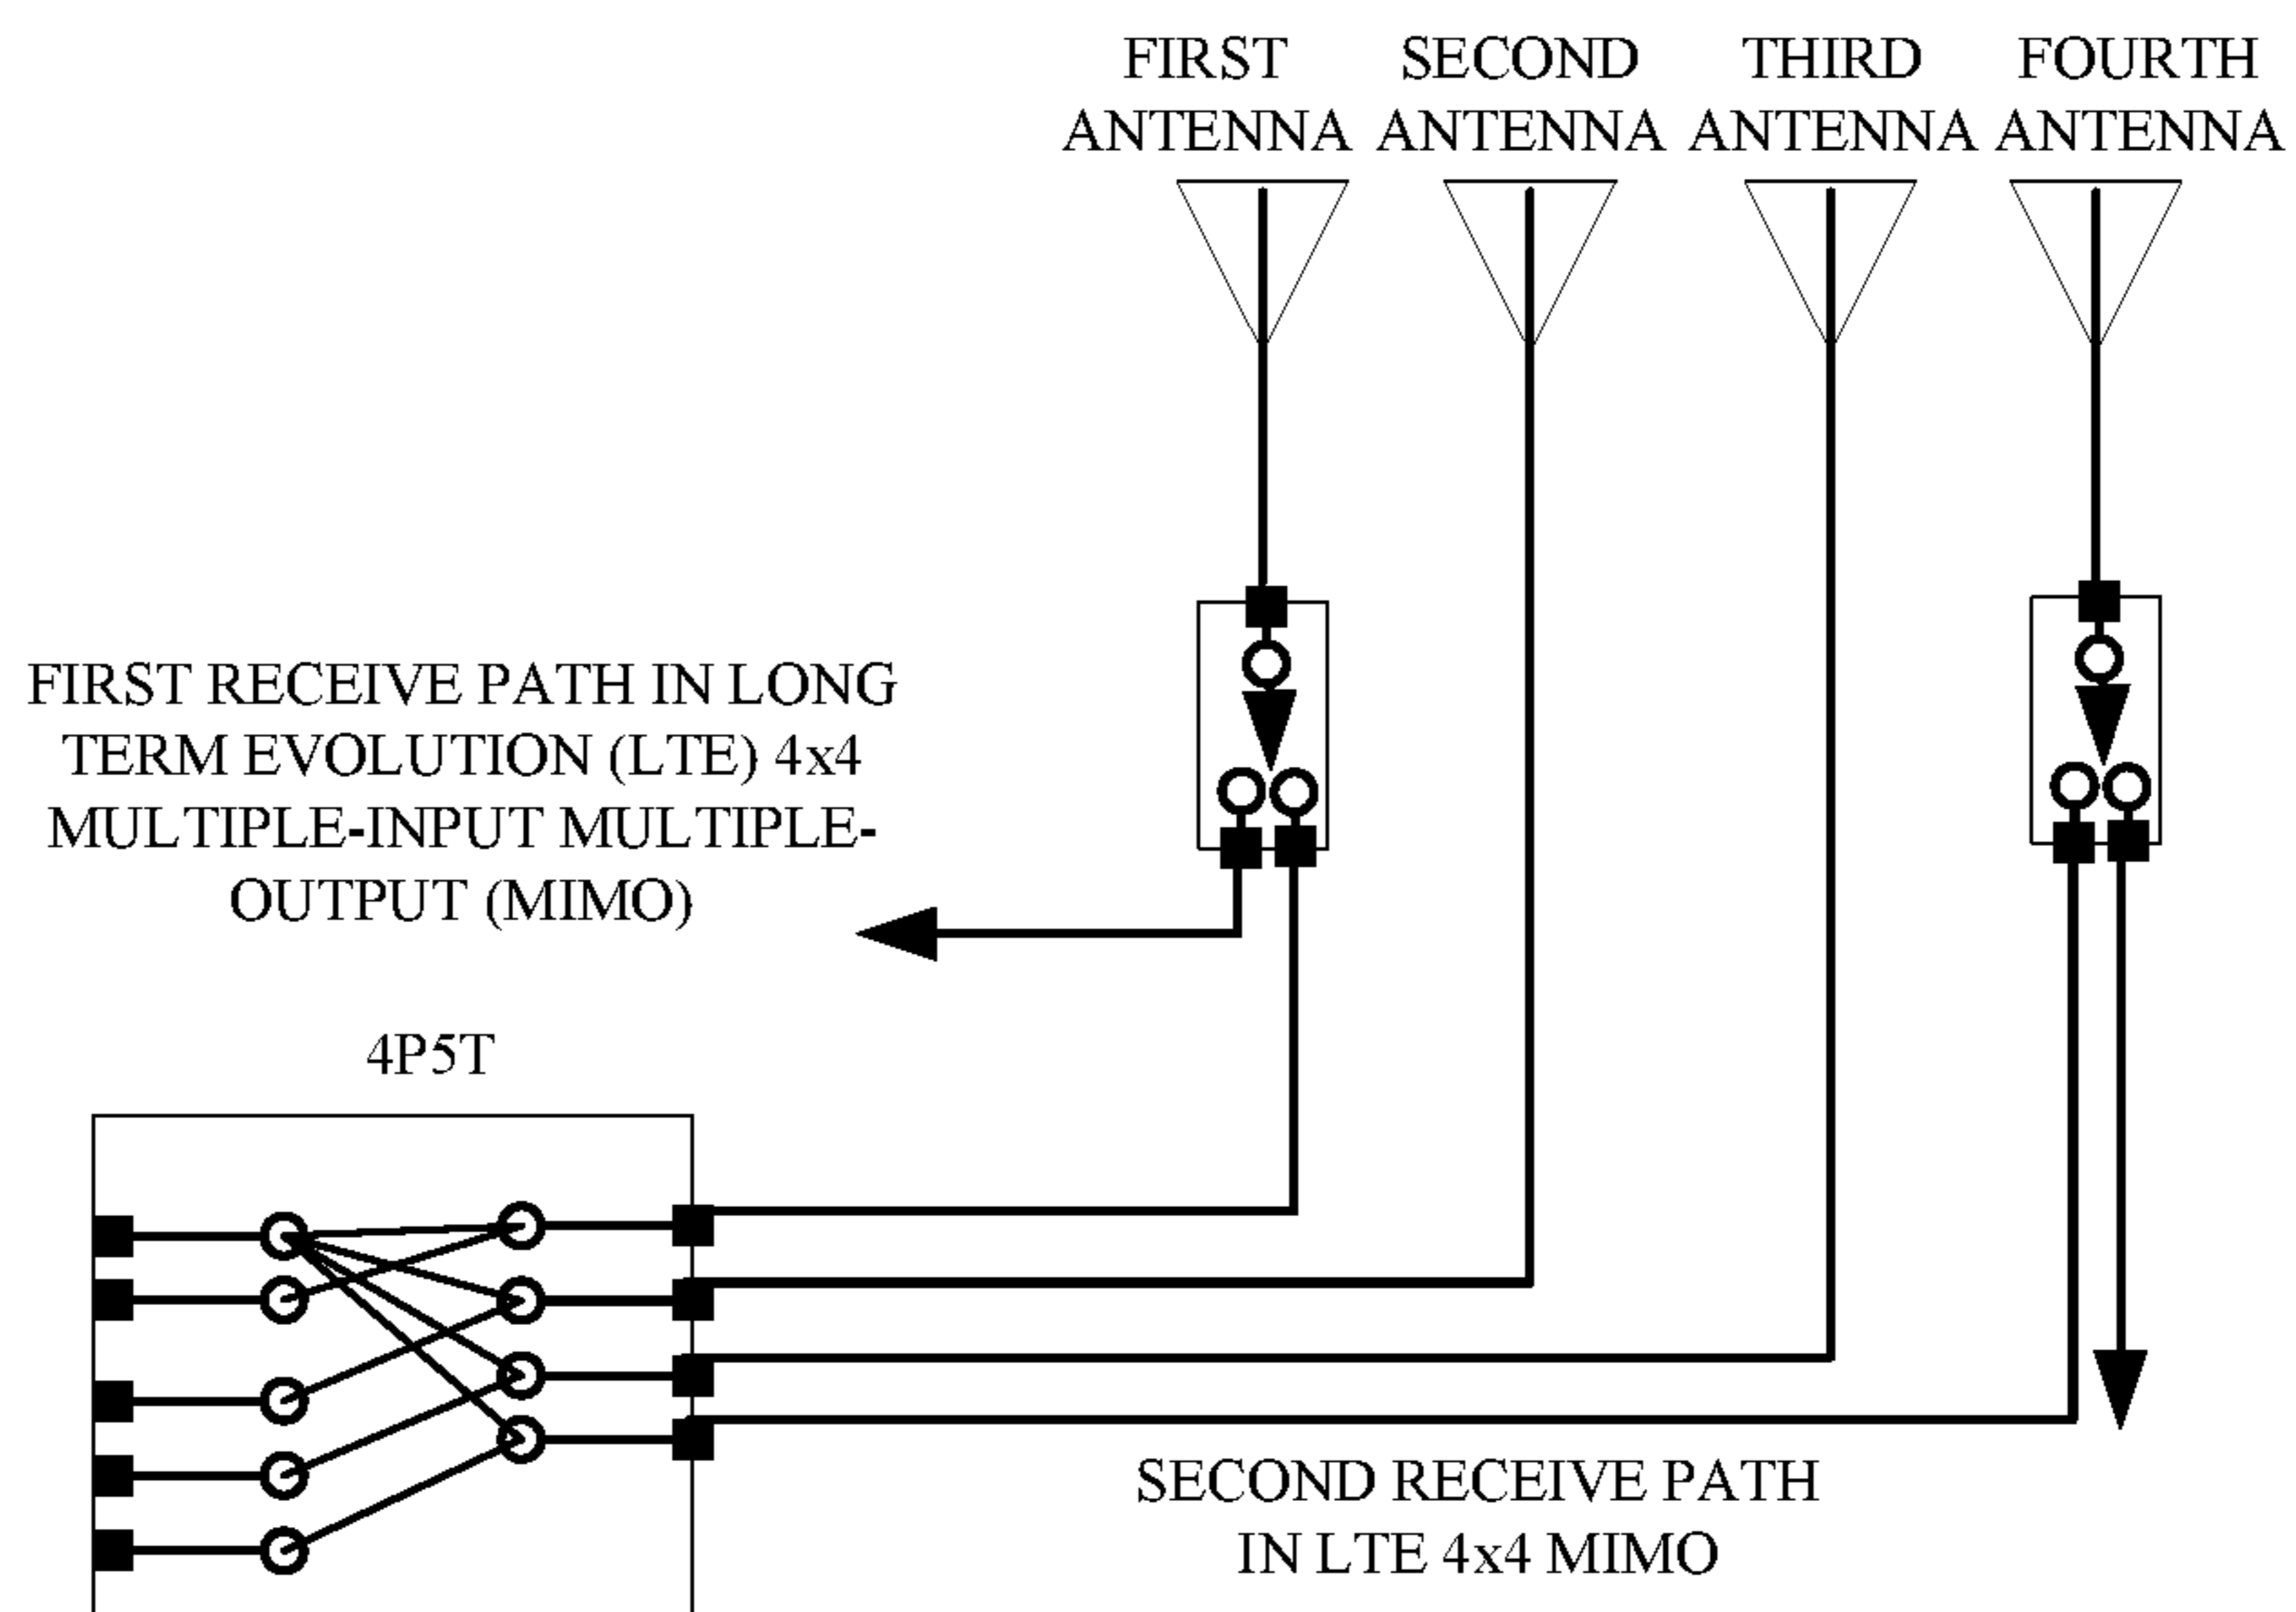 FIRST
ANTENNA
SECOND
ANTENNA
THIRD
ANTENNA
FOURTH
ANTENNA
FIRST RECEIVE PATH IN LONG
TERM EVOLUTION (LTE) 4x4
MULTIPLE-INPUT MULTIPLE-
OUTPUT (MIMO)
4P5T
SECOND RECEIVE PATH
IN LTE 4x4 MIMO